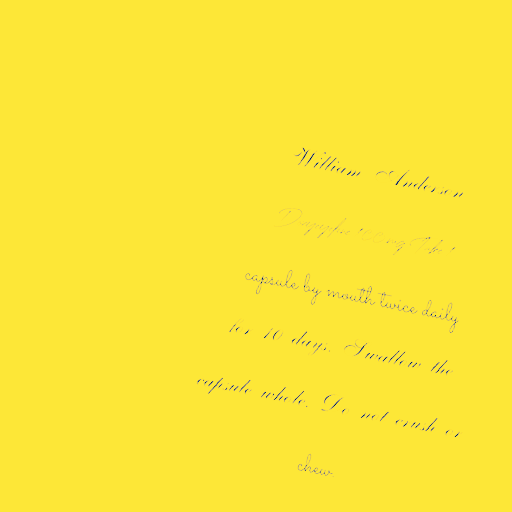 William Anderson
100mg Take 1
capsule by mouth twice daily
for 10 days. Swallow the
capsule whole. Do not crush or
chew